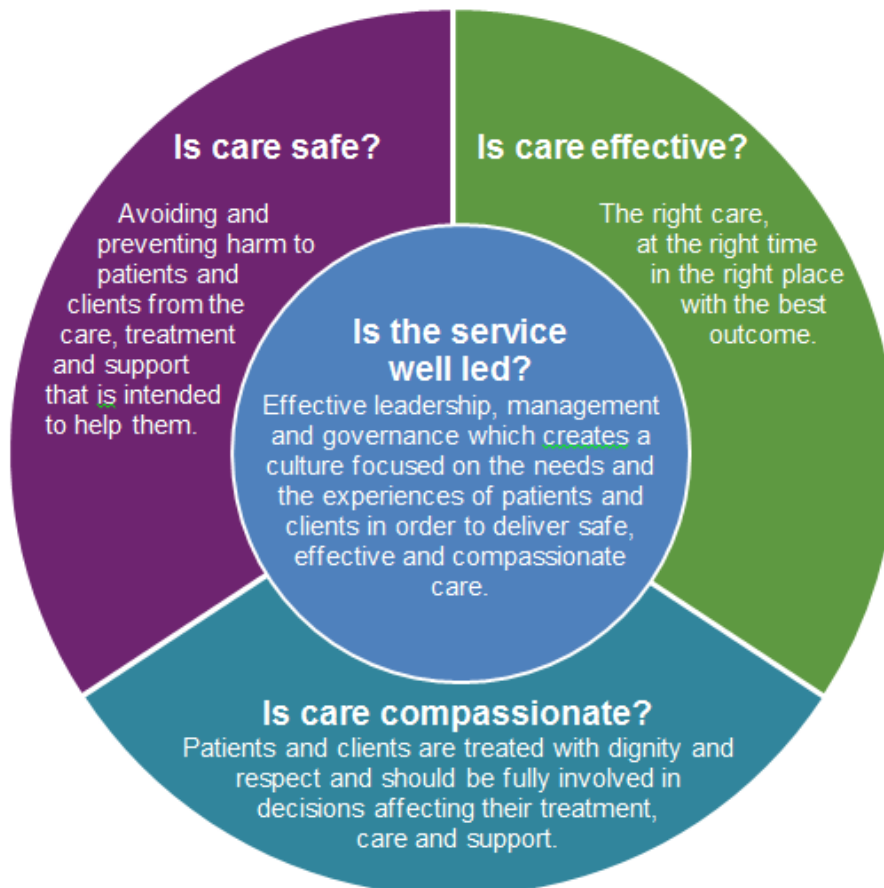 Is care safe?
Avoiding and
preventing harm to
patients and
clients from the
care, treatment
and support
that is intended
to help them.
Is care effective?
The right care,
at the right time
in the right place
with the best
outcome.
Is the service
well led?
Effective leadership, management
and governance which creates a
culture focused on the needs and
the experiences of patients and
clients in order to deliver safe,
effective and compassionate
care.
Is care compassionate?
Patients and clients are treated with dignity and
respect and should be fully involved in
decisions affecting their treatment,
care and support.